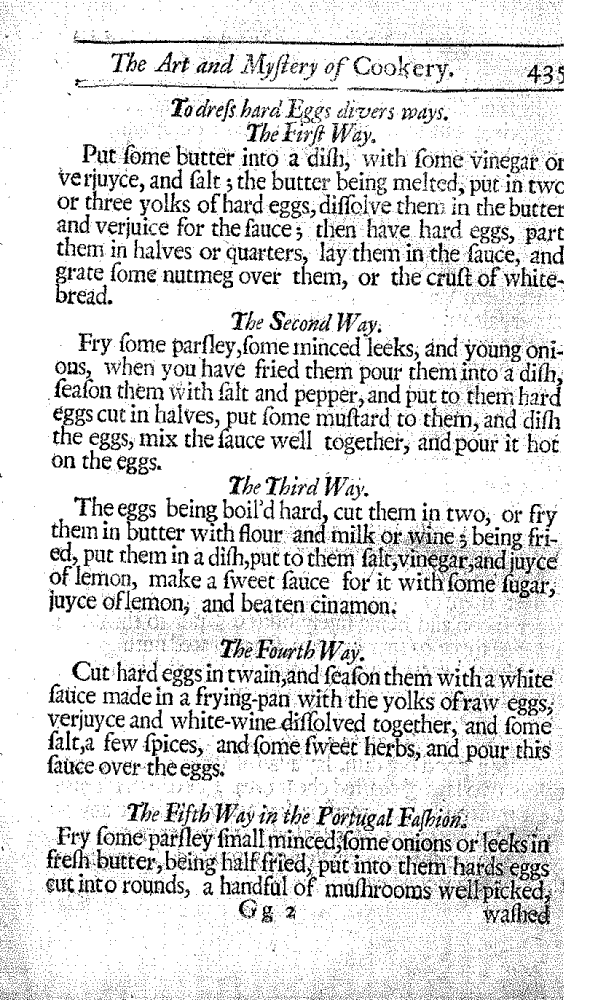 The Art and Myſtery of Cookery. 435
To dreſs hard Eggs divers ways.
The Firſt Way.
Put ſome butter into a diſh, with ſome vinegar or
verjuyce, and ſalt ; the butter being melted, put in two
or three yolks of hard eggs, diſſolve them in the butter
and verjuice for the ſauce ; then have hard eggs, part
them in halves or quarters, lay them in the ſauce, and
grate ſome nutmeg over them, or the cruſt of white-
bread.
The Second Way.
Fry ſome parſley, ſome minced leeks, and young oni-
ons, when you have fried them pour them into a diſh,
ſeaſon them with ſalt and pepper, and put to them hard
eggs cut in halves, put ſome muſtard to them, and diſh
the eggs, mix the ſauce well together, and pour it hot
on the eggs.
The Third Way.
The eggs being boil'd hard, cut them in two, or fry
them in butter with flour and milk or wine ; being fri-
ed, put them in a diſh, put to them ſalt, vinegar, and juyce
of lemon, make a ſweet ſauce for it with ſome ſugar,
juyce of lemon, and beaten cinamon.
The Fourth Way.
Cut hard eggs in twain, and ſeaſon them with a white
ſauce made in a frying-pan with the yolks of raw eggs,
verjuyce and white-wine diſſolved together, and ſome
ſalt, a few ſpices, and ſome ſweet herbs, and pour this
ſauce over the eggs.
The Fifth Way in the Portugal Faſhion.
Fry ſome parſley ſmall minced, ſome onions or leeks in
freſh butter, being half fried, put into them hards eggs
cut into rounds, a handful of muſhrooms well picked,
G g 2 waſhed